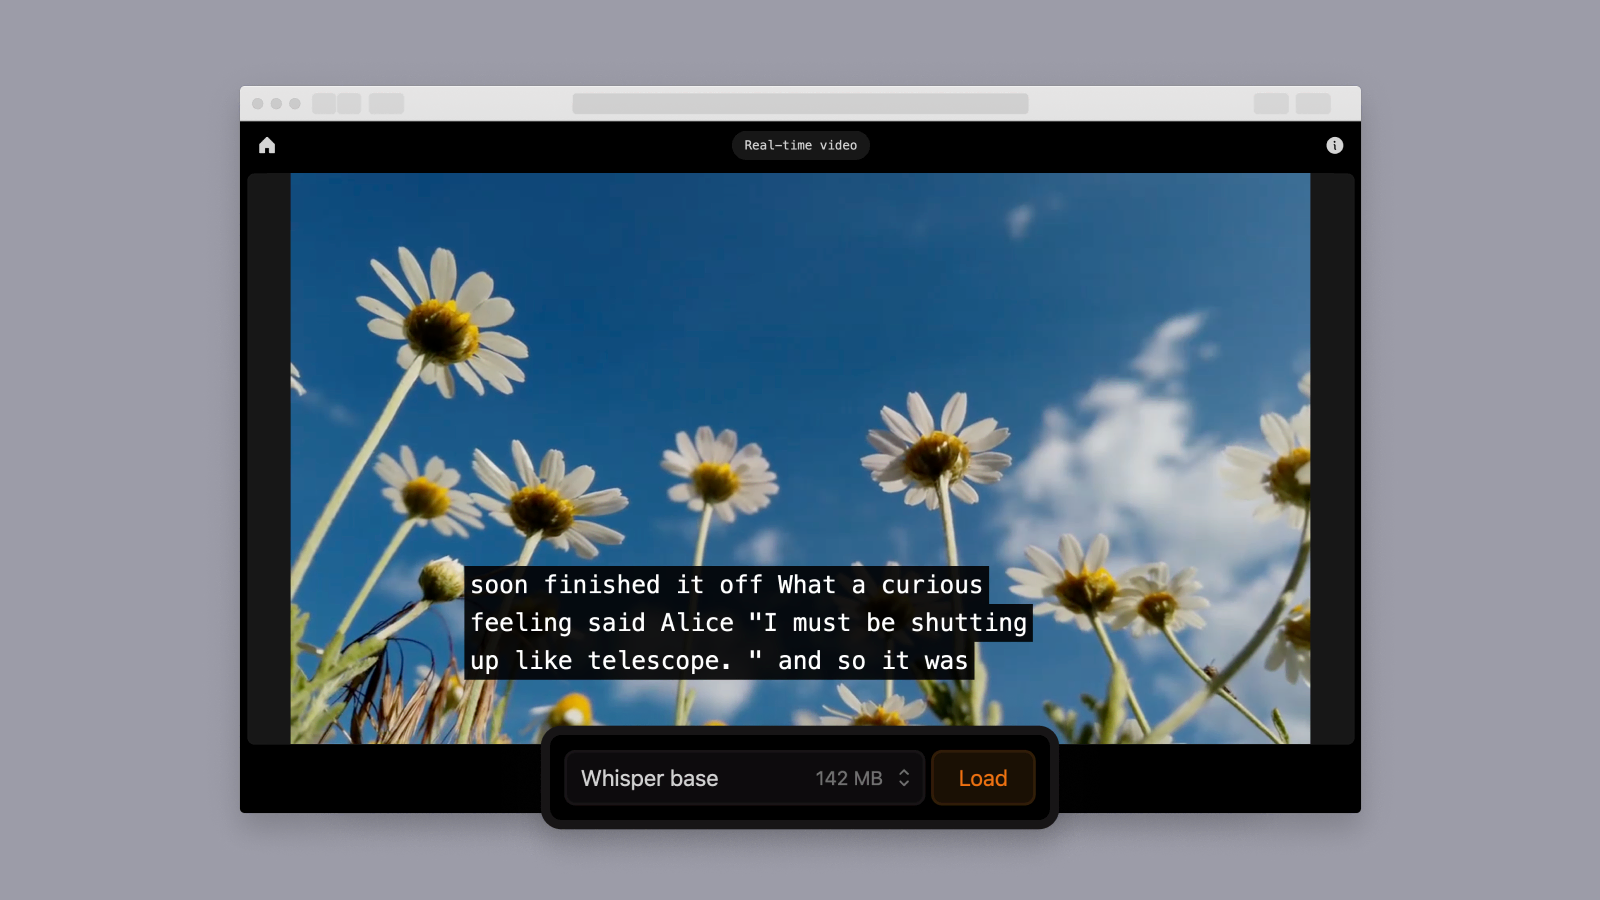 Real-time video
soon finished it off What a curious
feeling said Alice "I must be shutting
up like telescope. " and so it was
Whisper base 142 MB Load